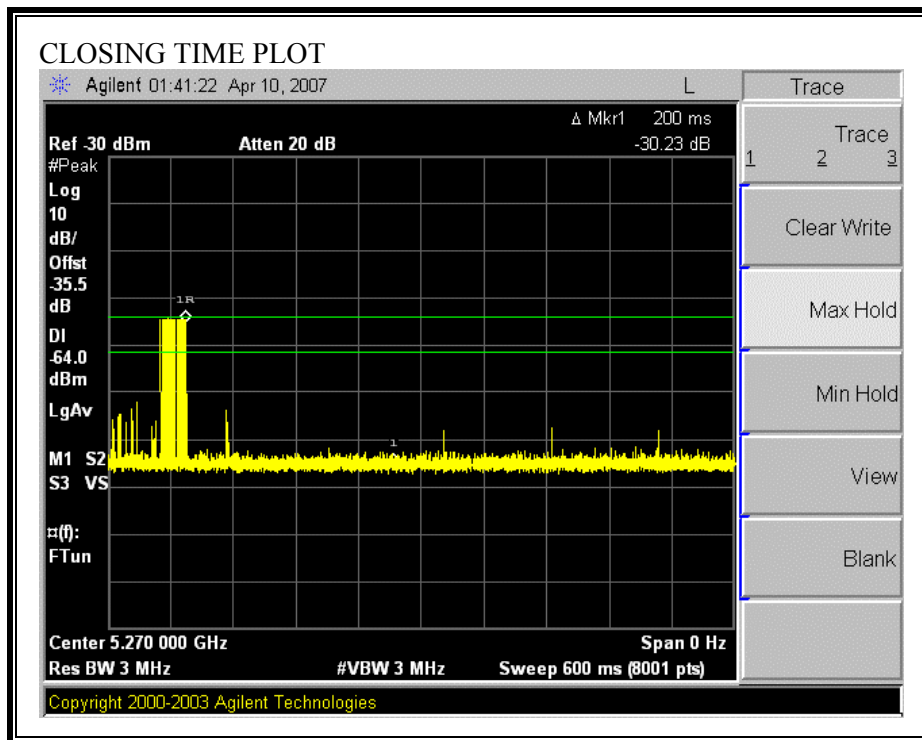 CLOSING TIME PLOT
Agilent 01:41:22 Apr 10, 2007 L
Trace
Δ Mkr1 200 ms
Ref -30 dBm Atten 20 dB -30.23 dB
#Peak
Log
10
dB/
Offst
-35.5
dB
DI
-64.0
dBm
LgAv
M1 S2
S3 VS
¤(f):
FTun
1R
1
Center 5.270 000 GHz Span 0 Hz
Res BW 3 MHz #VBW 3 MHz Sweep 600 ms (8001 pts)
Copyright 2000-2003 Agilent Technologies
Trace
1 2 3
Clear Write
Max Hold
Min Hold
View
Blank